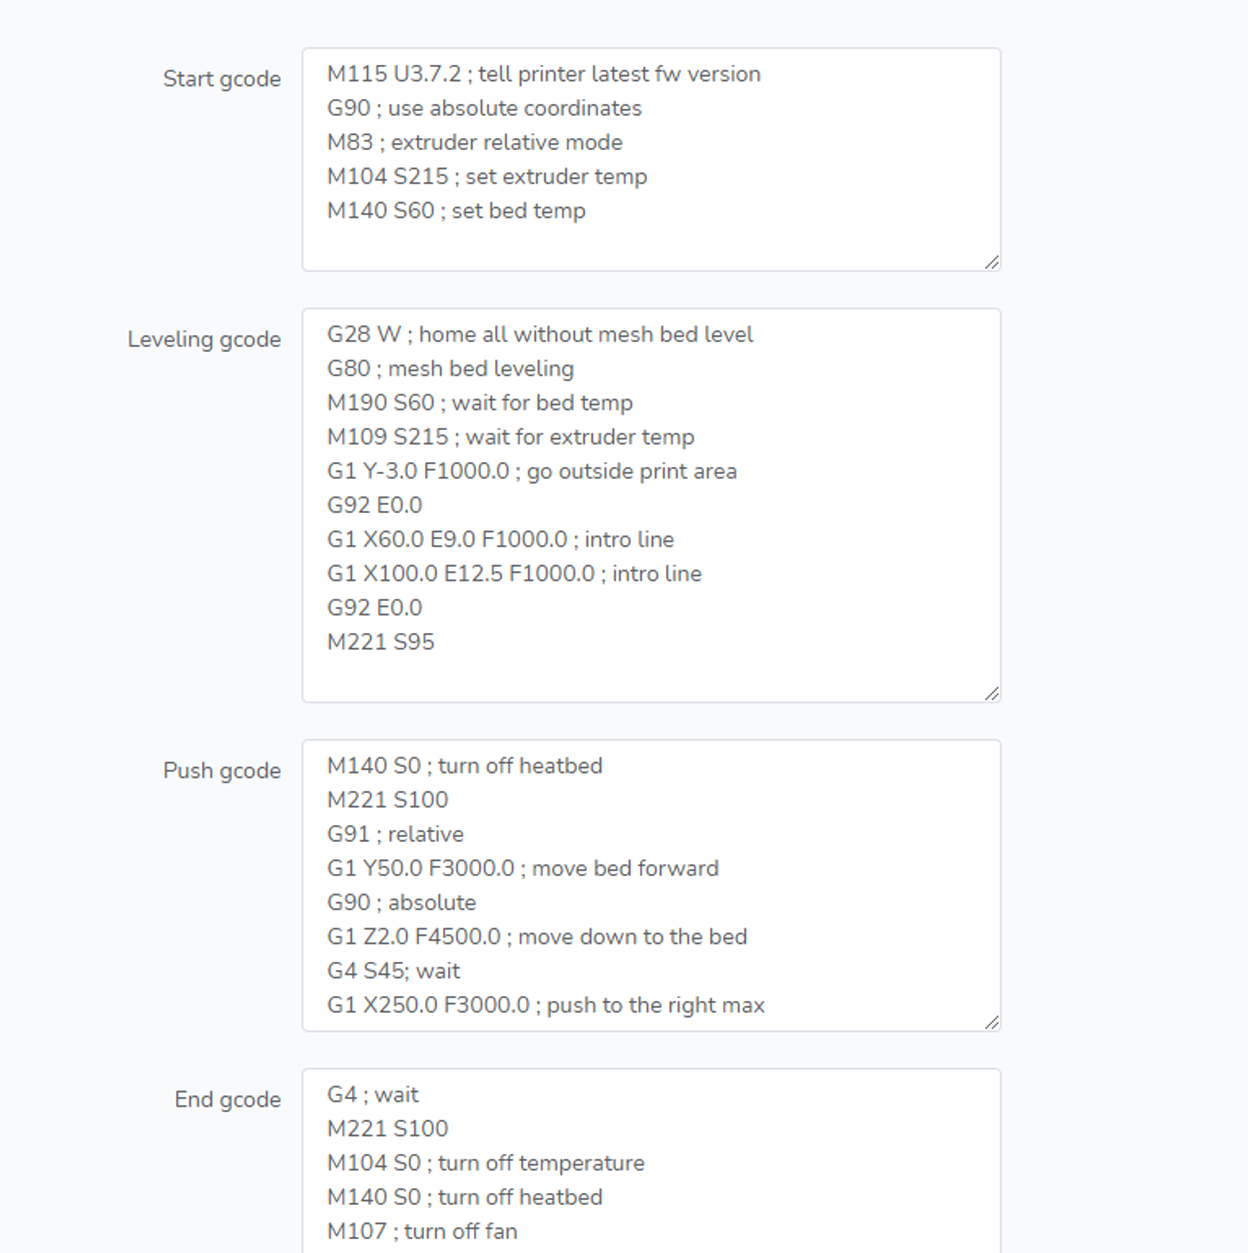 Start gcode
M115 U3.7.2 ; tell printer latest fw version
G90 ; use absolute coordinates
M83 ; extruder relative mode
M104 S215 ; set extruder temp
M140 S60 ; set bed temp
Leveling gcode
G28 W ; home all without mesh bed level
G80 ; mesh bed leveling
M190 S60 ; wait for bed temp
M109 S215 ; wait for extruder temp
G1 Y-3.0 F1000.0 ; go outside print area
G92 E0.0
G1 X60.0 E9.0 F1000.0 ; intro line
G1 X100.0 E12.5 F1000.0 ; intro line
G92 E0.0
M221 S95
Push gcode
M140 S0 ; turn off heatbed
M221 S100
G91 ; relative
G1 Y50.0 F3000.0 ; move bed forward
G90 ; absolute
G1 Z2.0 F4500.0 ; move down to the bed
G4 S45; wait
G1 X250.0 F3000.0 ; push to the right max
End gcode
G4 ; wait
M221 S100
M104 S0 ; turn off temperature
M140 S0 ; turn off heatbed
M107 ; turn off fan